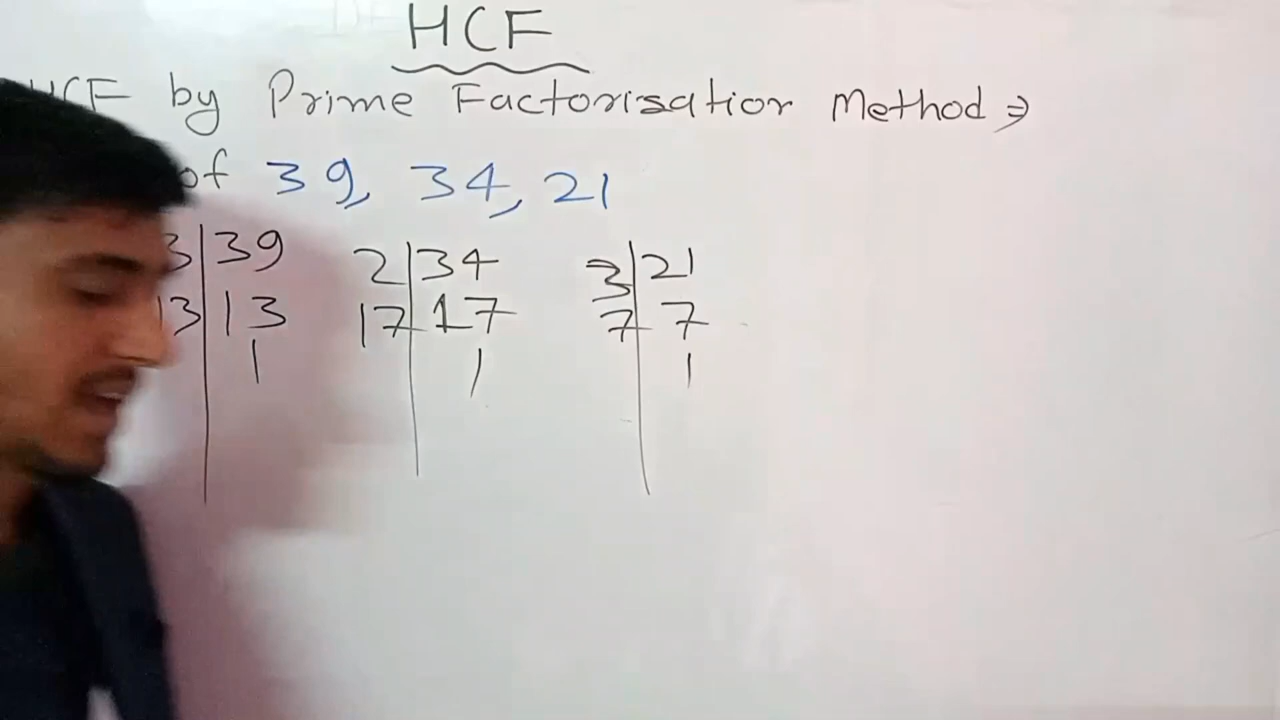 HCF
HCF by Prime Factorisation Method ⇒
of 39, 34, 21
3 | 39 2 | 34 3 | 21
13 | 13 17 | 17 7 | 7
1 1 1